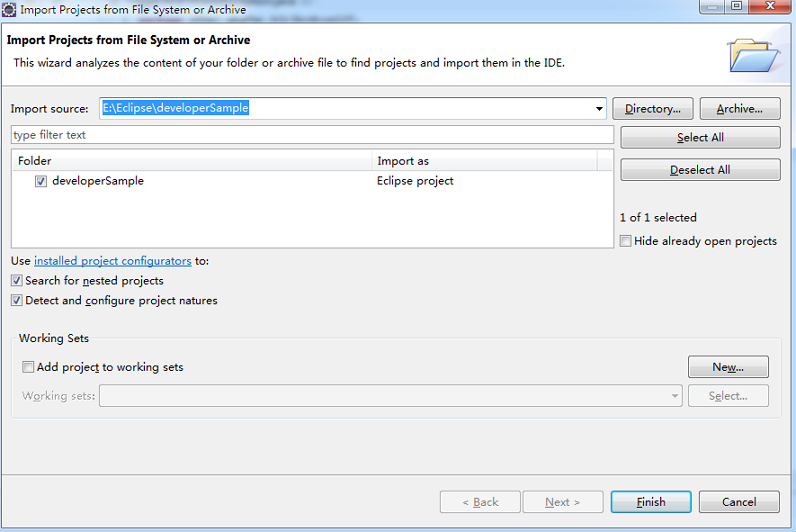 Import Projects from File System or Archive
Import Projects from File System or Archive
This wizard analyzes the content of your folder or archive file to find projects and import them in the IDE.
Import source: E:\Eclipse\developerSample Directory... Archive...
type filter text
Select All
Folder Import as
Deselect All
developerSample Eclipse project
1 of 1 selected
Hide already open projects
Use installed project configurators to:
Search for nested projects
Detect and configure project natures
Working Sets
Add project to working sets New...
Working sets: Select...
< Back Next > Finish Cancel